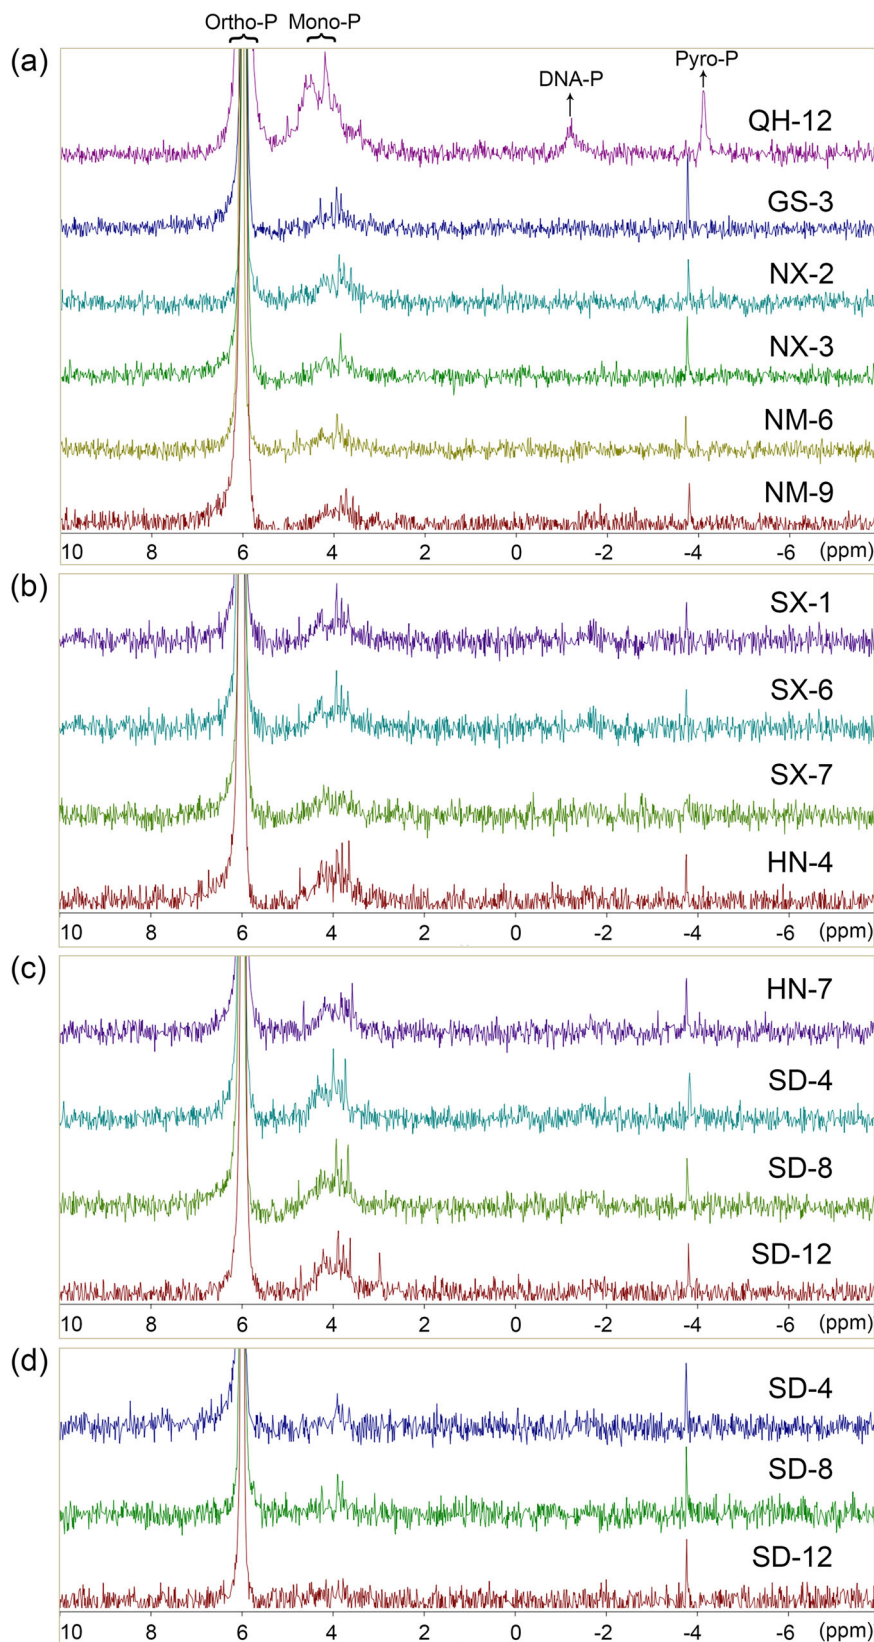 Ortho-P Mono-P
(a)
DNA-P
Pyro-P
QH-12
GS-3
NX-2
NX-3
NM-6
NM-9
10 8 6 4 2 0 -2 -4 -6 (ppm)
(b)
SX-1
SX-6
SX-7
HN-4
10 8 6 4 2 0 -2 -4 -6 (ppm)
(c)
HN-7
SD-4
SD-8
SD-12
10 8 6 4 2 0 -2 -4 -6 (ppm)
(d)
SD-4
SD-8
SD-12
10 8 6 4 2 0 -2 -4 -6 (ppm)